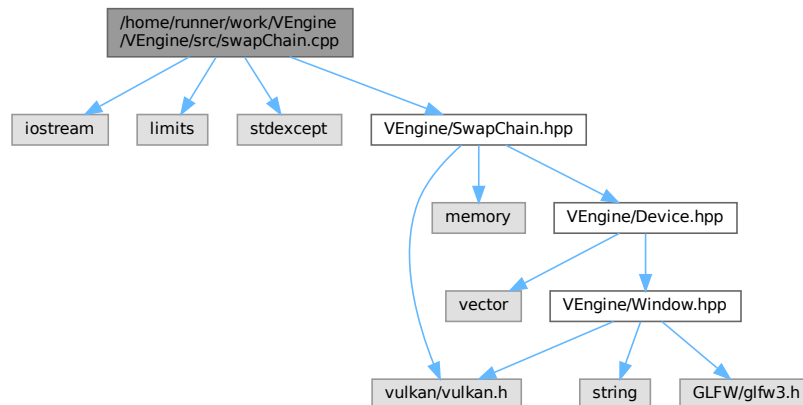 /home/runner/work/VEngine
/VEngine/src/swapChain.cpp
iostream
limits
stdexcept
VEngine/SwapChain.hpp
memory
VEngine/Device.hpp
vector
VEngine/Window.hpp
vulkan/vulkan.h
string
GLFW/glfw3.h